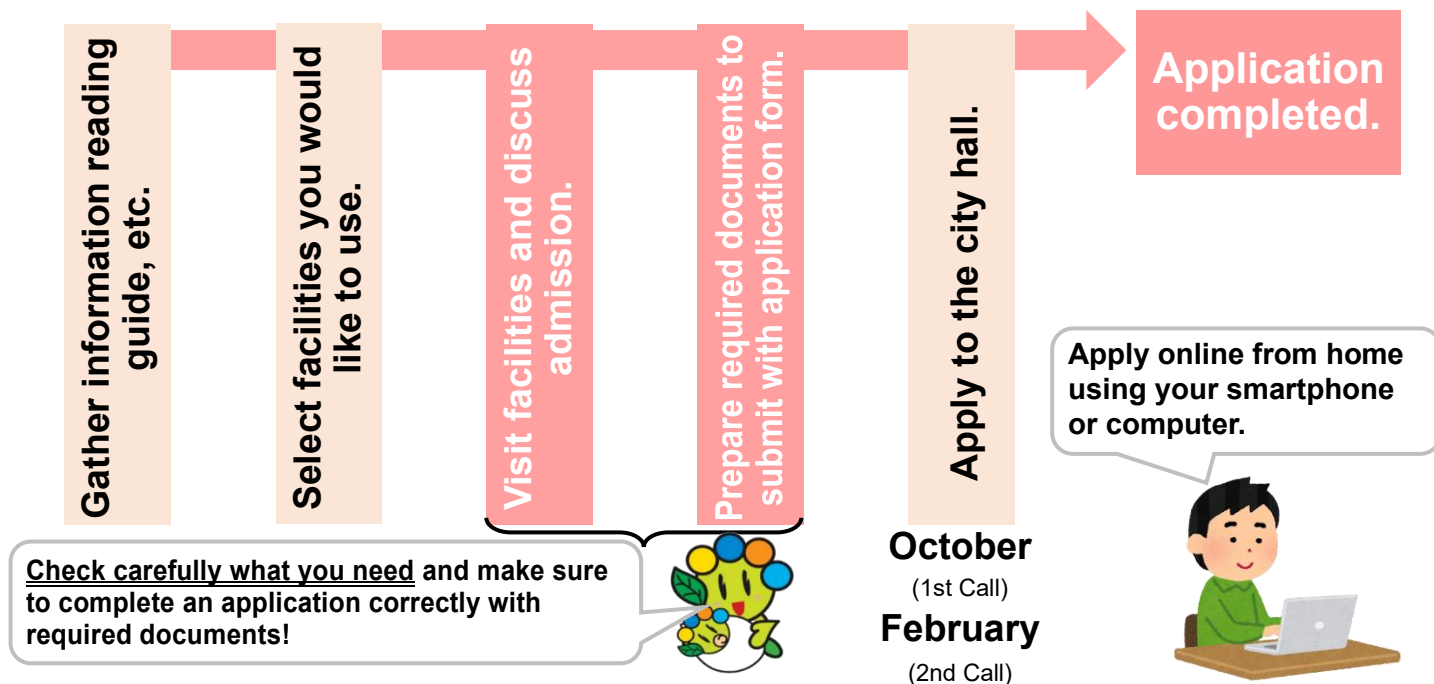 Gather information reading
guide, etc.
Select facilities you would
like to use.
Visit facilities and discuss
admission.
Prepare required documents to
submit with application form.
Apply to the city hall.
Application
completed.
Apply online from home
using your smartphone
or computer.
Check carefully what you need and make sure
to complete an application correctly with
required documents!
October
(1st Call)
February
(2nd Call)